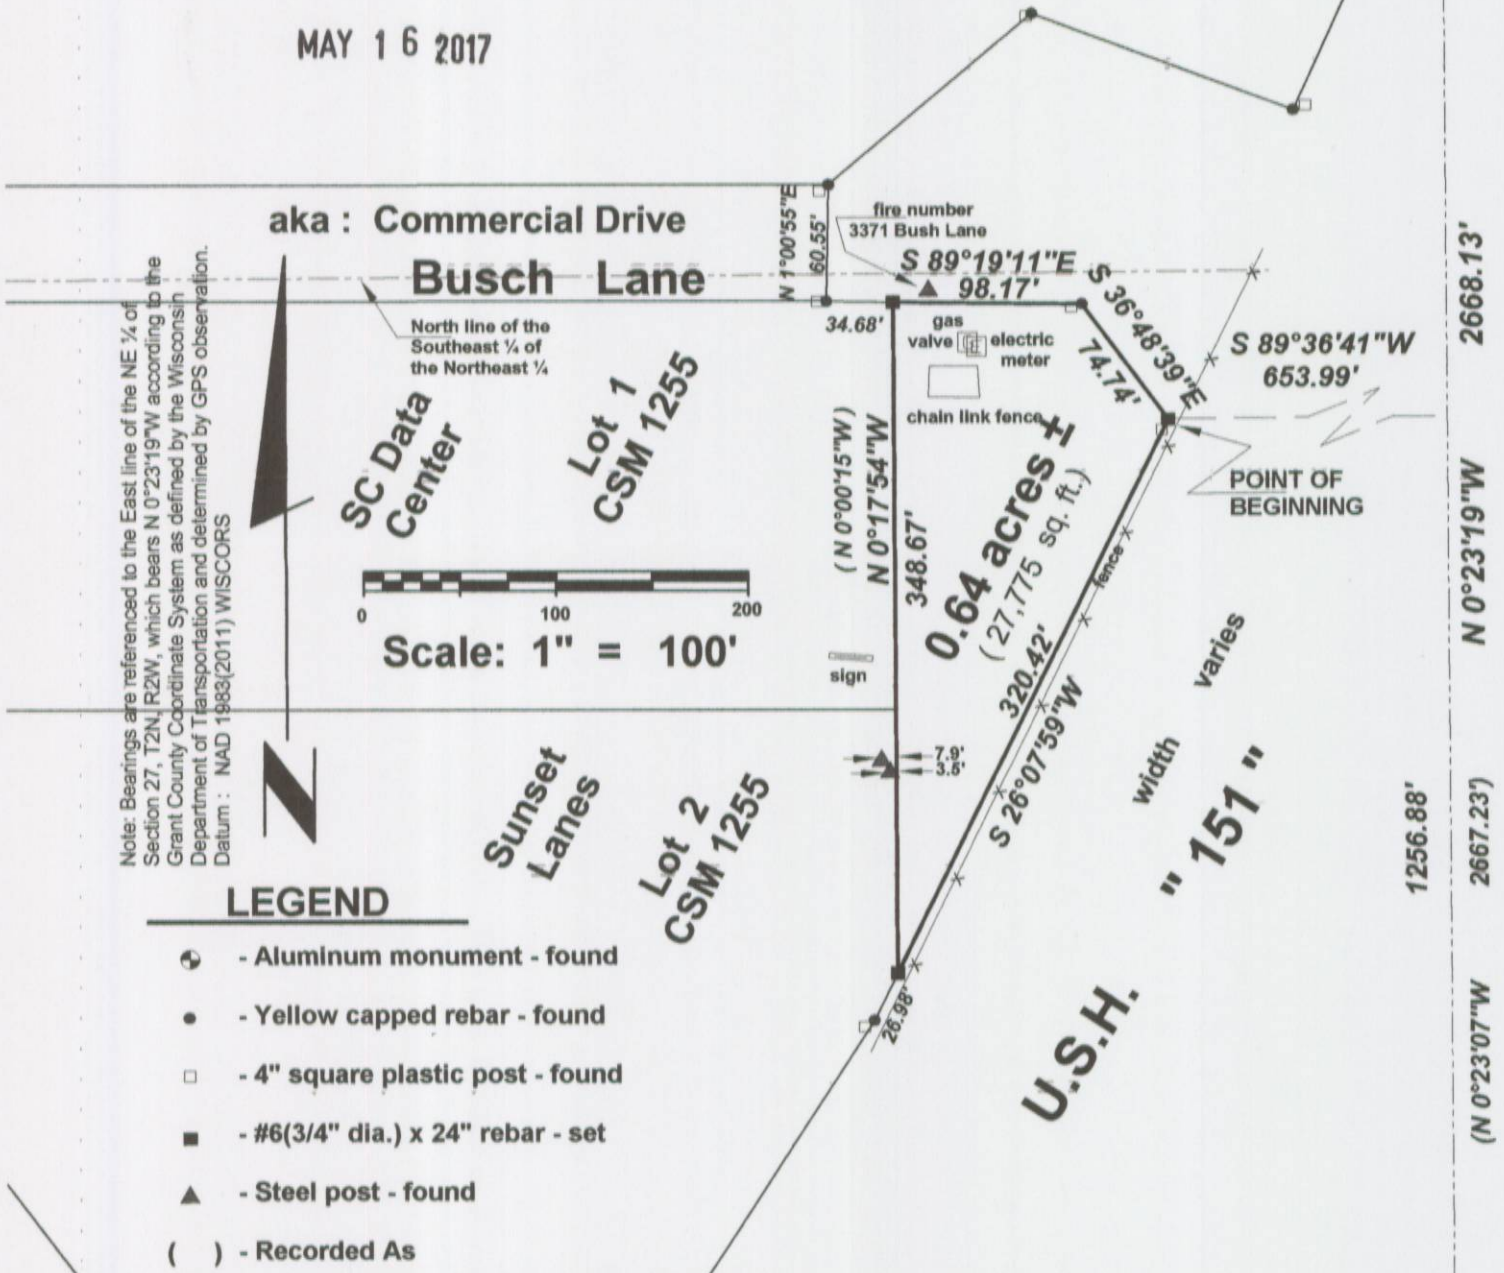 MAY 16 2017
aka : Commercial Drive
Busch Lane
North line of the
Southeast ¼ of
the Northeast ¼
N 1°00'55"E
60.55'
fire number
3371 Bush Lane
S 89°19'11"E
98.17'
34.68'
gas
valve
electric
meter
chain link fence
S 36°48'39"E
74.74'
S 89°36'41"W
653.99'
POINT OF
BEGINNING
2668.13'
N 0°23'19"W
Note: Bearings are referenced to the East line of the NE ¼ of
Section 27, T2N, R2W, which bears N 0°23'19"W according to the
Grant County Coordinate System as defined by the Wisconsin
Department of Transportation and determined by GPS observation.
Datum : NAD 1983(2011) WISCORS
SC Data
Center
Lot 1
CSM 1255
0 100 200
Scale: 1" = 100'
(N 0°00'15"W)
N 0°17'54"W
348.67'
0.64 acres ±
(27,775 sq. ft.)
fence
320.42'
S 26°07'59"W
sign
7.9'
3.5'
width varies
U.S.H. "151"
1256.88'
2667.23')
(N 0°23'07"W
N
Sunset
Lanes
Lot 2
CSM 1255
26.98'
LEGEND
- Aluminum monument - found
- Yellow capped rebar - found
- 4" square plastic post - found
- #6(3/4" dia.) x 24" rebar - set
- Steel post - found
( ) - Recorded As